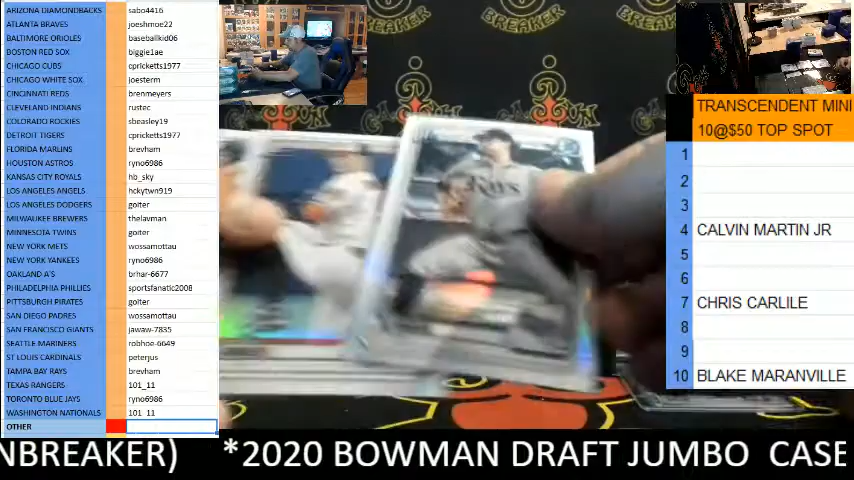 ARIZONA DIAMONDBACKS sabo4416
ATLANTA BRAVES joeshmoe22
BALTIMORE ORIOLES baseballkid06
BOSTON RED SOX biggie1ae
CHICAGO CUBS cpricketts1977
CHICAGO WHITE SOX joesterm
CINCINNATI REDS brenmeyers
CLEVELAND INDIANS rustec
COLORADO ROCKIES sbeasley19
DETROIT TIGERS cpricketts1977
FLORIDA MARLINS brevham
HOUSTON ASTROS ryno6986
KANSAS CITY ROYALS hb_sky
LOS ANGELES ANGELS hckytwn919
LOS ANGELES DODGERS golter
MILWAUKEE BREWERS thelavman
MINNESOTA TWINS golter
NEW YORK METS wossamottau
NEW YORK YANKEES ryno6986
OAKLAND A'S brhar-6677
PHILADELPHIA PHILLIES sportsfanatic2008
PITTSBURGH PIRATES golter
SAN DIEGO PADRES wossamottau
SAN FRANCISCO GIANTS jawaw-7835
SEATTLE MARINERS robhoe-6649
ST LOUIS CARDINALS peterjus
TAMPA BAY RAYS brevham
TEXAS RANGERS 101_11
TORONTO BLUE JAYS ryno6986
WASHINGTON NATIONALS 101_11
OTHER
BREAKER
Rays
TRANSCENDENT MINI
10@$50 TOP SPOT
1
2
3
4 CALVIN MARTIN JR
5
6
7 CHRIS CARLILE
8
9
10 BLAKE MARANVILLE
NBREAKER) *2020 BOWMAN DRAFT JUMBO CASE